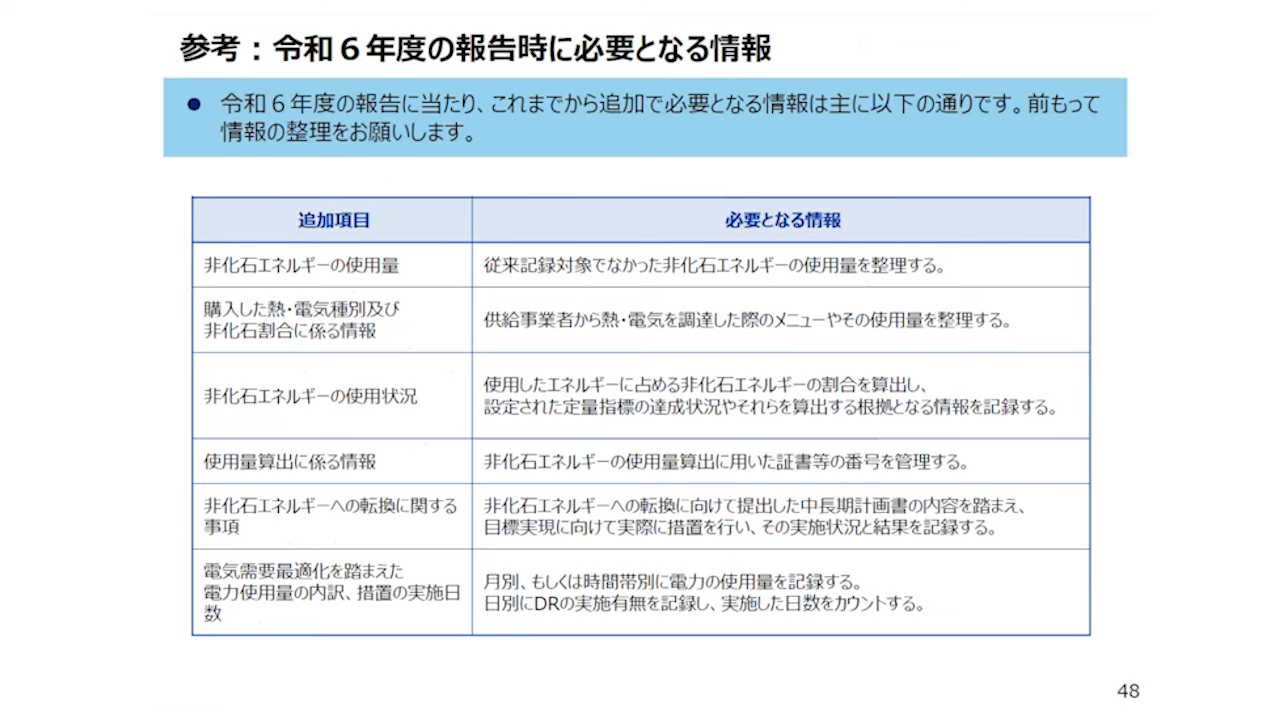 参考：令和６年度の報告時に必要となる情報
● 令和６年度の報告に当たり、これまでから追加で必要となる情報は主に以下の通りです。前もって
情報の整理をお願いします。
追加項目
必要となる情報
非化石エネルギーの使用量
従来記録対象でなかった非化石エネルギーの使用量を整理する。
購入した熱・電気種別及び
非化石割合に係る情報
供給事業者から熱・電気を調達した際のメニューやその使用量を整理する。
非化石エネルギーの使用状況
使用したエネルギーに占める非化石エネルギーの割合を算出し、
設定された定量指標の達成状況やそれらを算出する根拠となる情報を記録する。
使用量算出に係る情報
非化石エネルギーの使用量算出に用いた証書等の番号を管理する。
非化石エネルギーへの転換に関する
事項
非化石エネルギーへの転換に向けて提出した中長期計画書の内容を踏まえ、
目標実現に向けて実際に措置を行い、その実施状況と結果を記録する。
電気需要最適化を踏まえた
電力使用量の内訳、措置の実施日
数
月別、もしくは時間帯別に電力の使用量を記録する。
日別にDRの実施有無を記録し、実施した日数をカウントする。
48